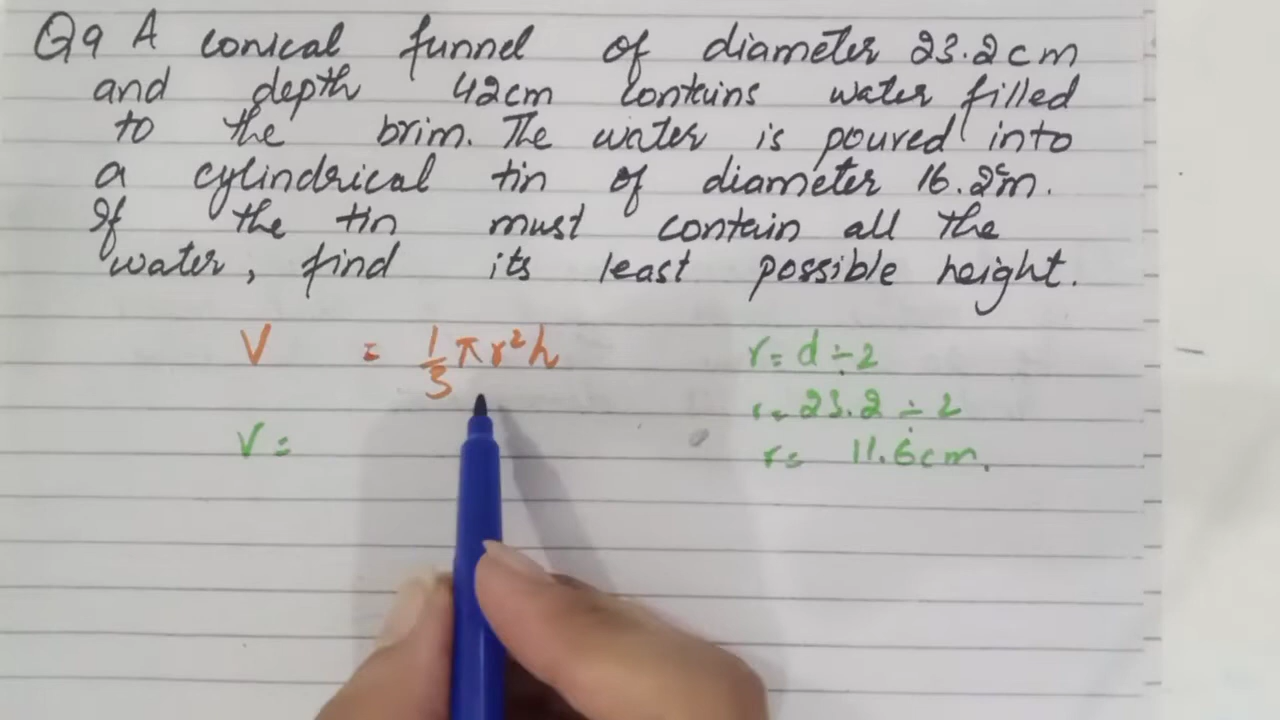 Q9 A conical funnel of diameter 23.2cm
and depth 42cm contains water filled
to the brim. The water is poured into
a cylindrical tin of diameter 16.2cm.
If the tin must contain all the
water, find its least possible height.
V = 1/3 πr²h
V =
r = d ÷ 2
r = 23.2 ÷ 2
r = 11.6cm.